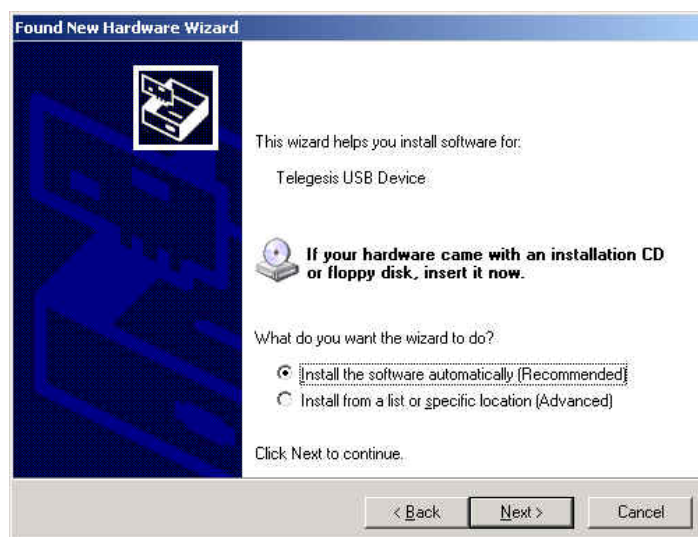 Found New Hardware Wizard
This wizard helps you install software for:
Telegesis USB Device
If your hardware came with an installation CD
or floppy disk, insert it now.
What do you want the wizard to do?
Install the software automatically (Recommended)
Install from a list or specific location (Advanced)
Click Next to continue.
< Back
Next >
Cancel